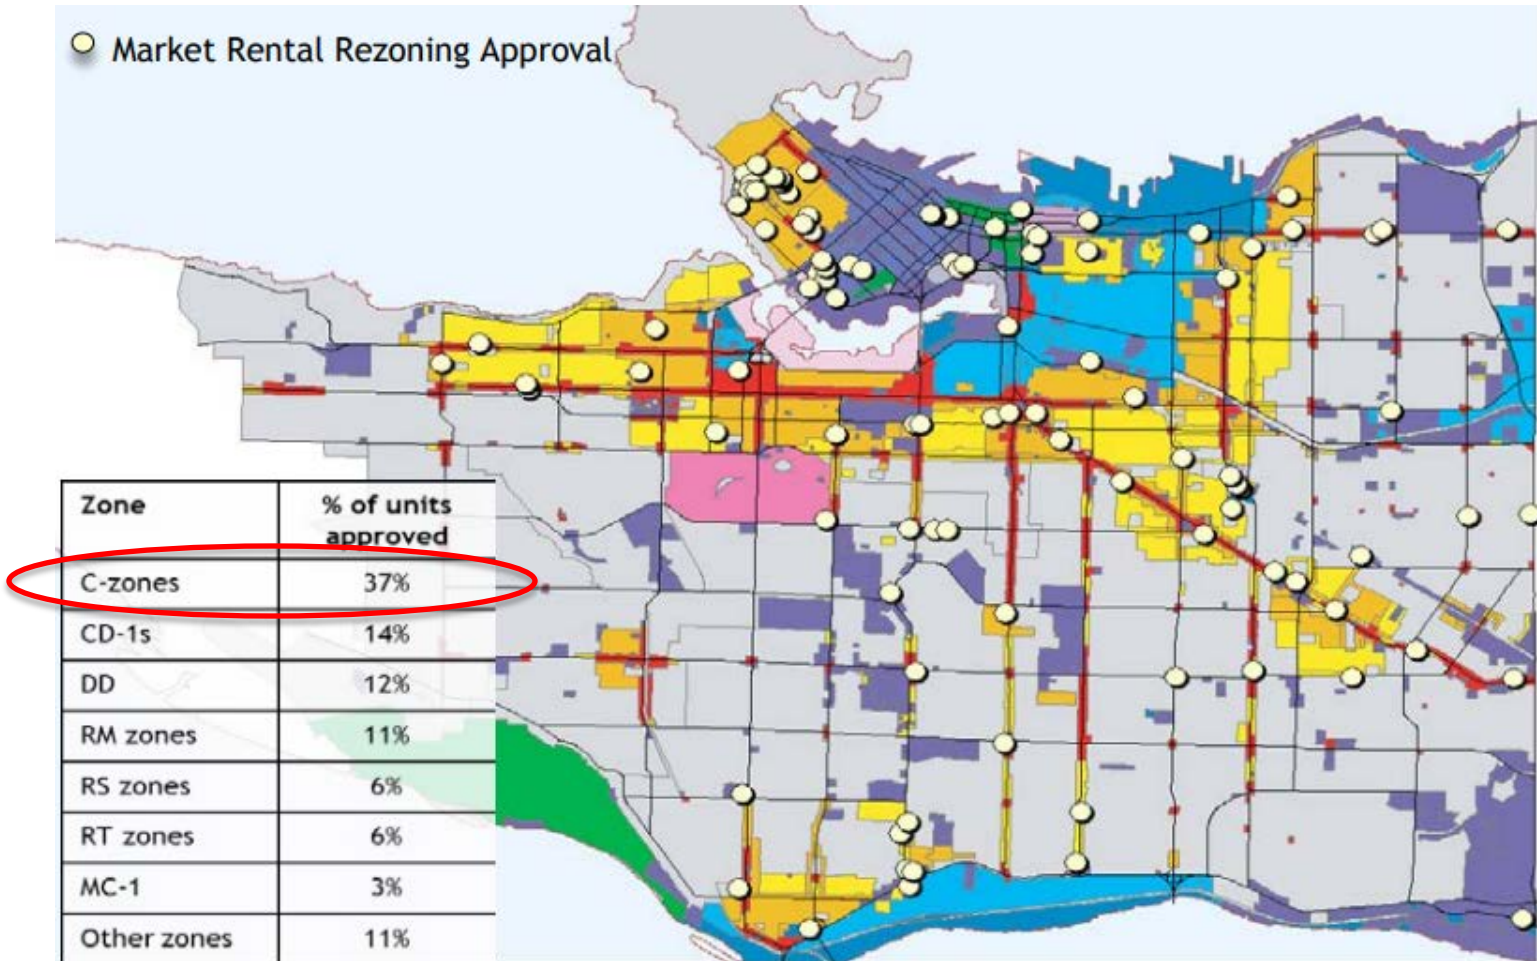 Market Rental Rezoning Approval
Zone % of units
approved
C-zones 37%
CD-1s 14%
DD 12%
RM zones 11%
RS zones 6%
RT zones 6%
MC-1 3%
Other zones 11%